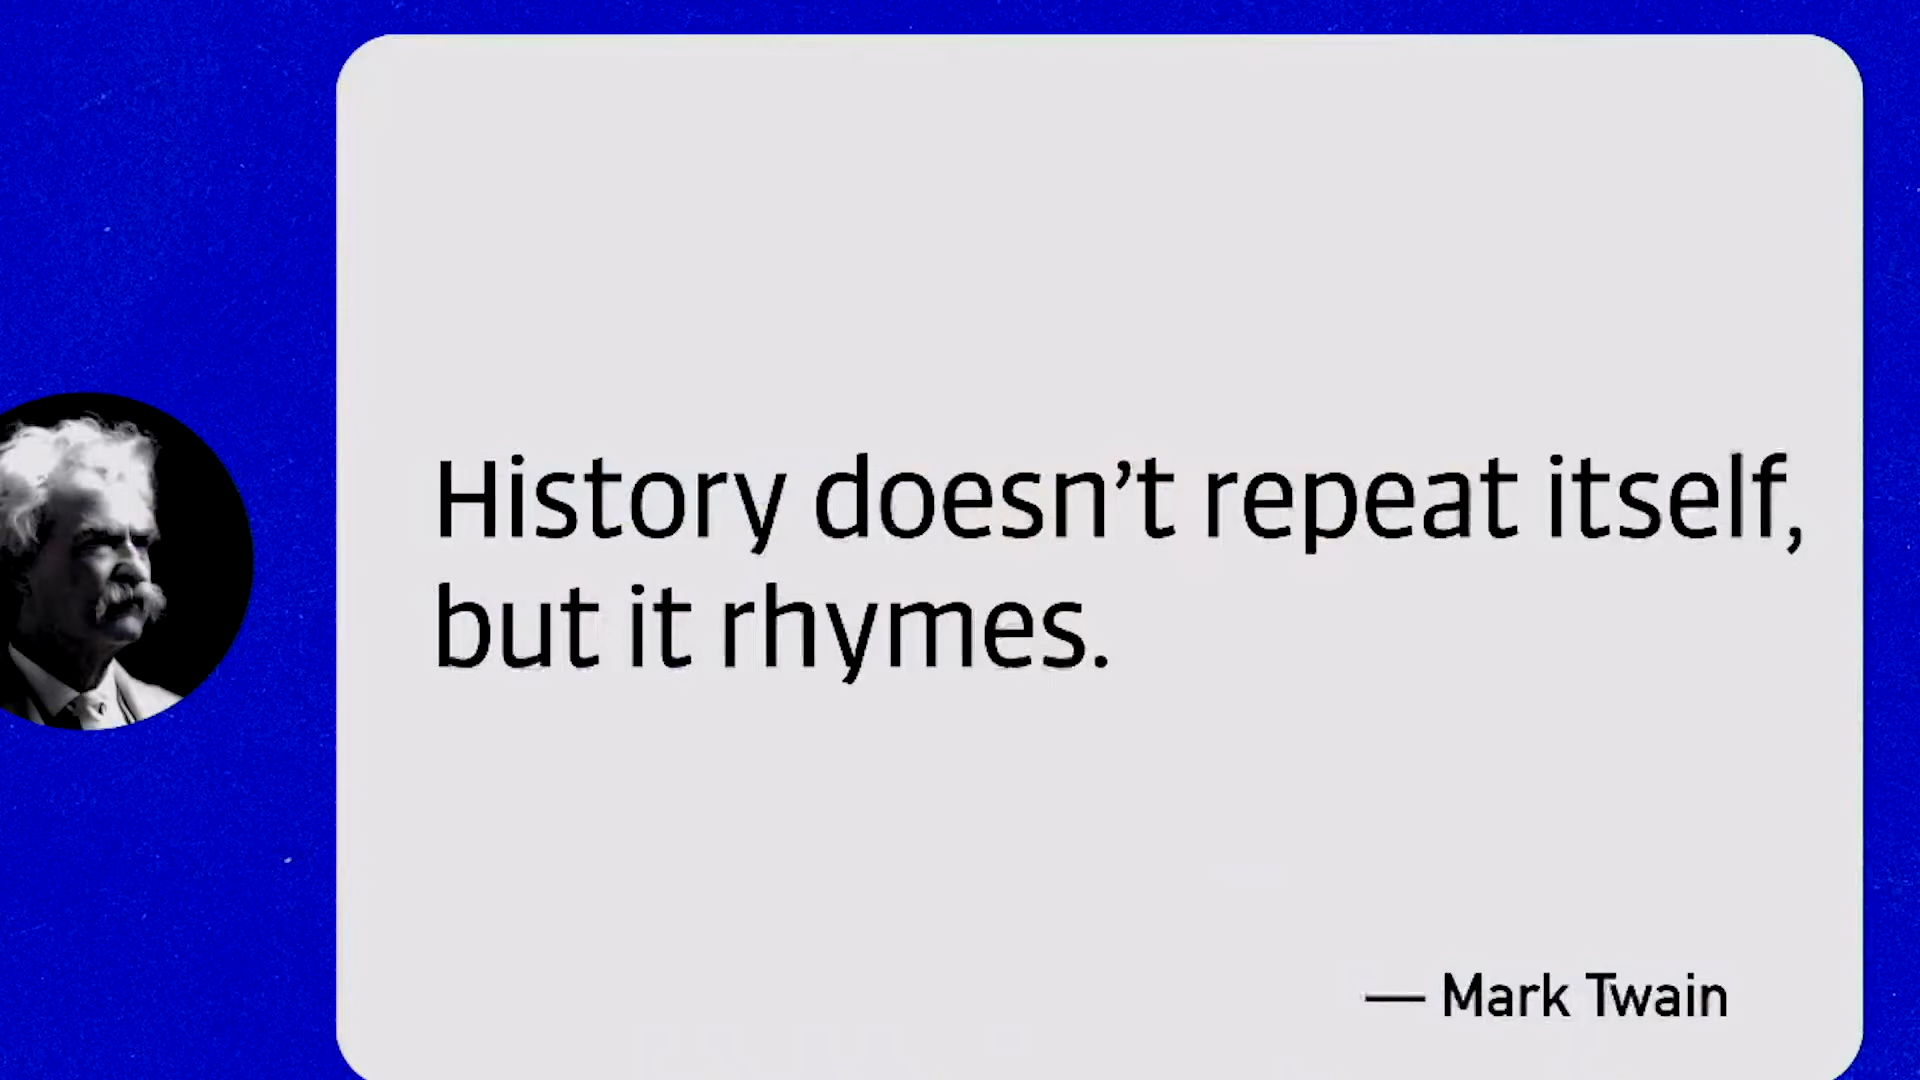 History doesn’t repeat itself,
but it rhymes.
— Mark Twain